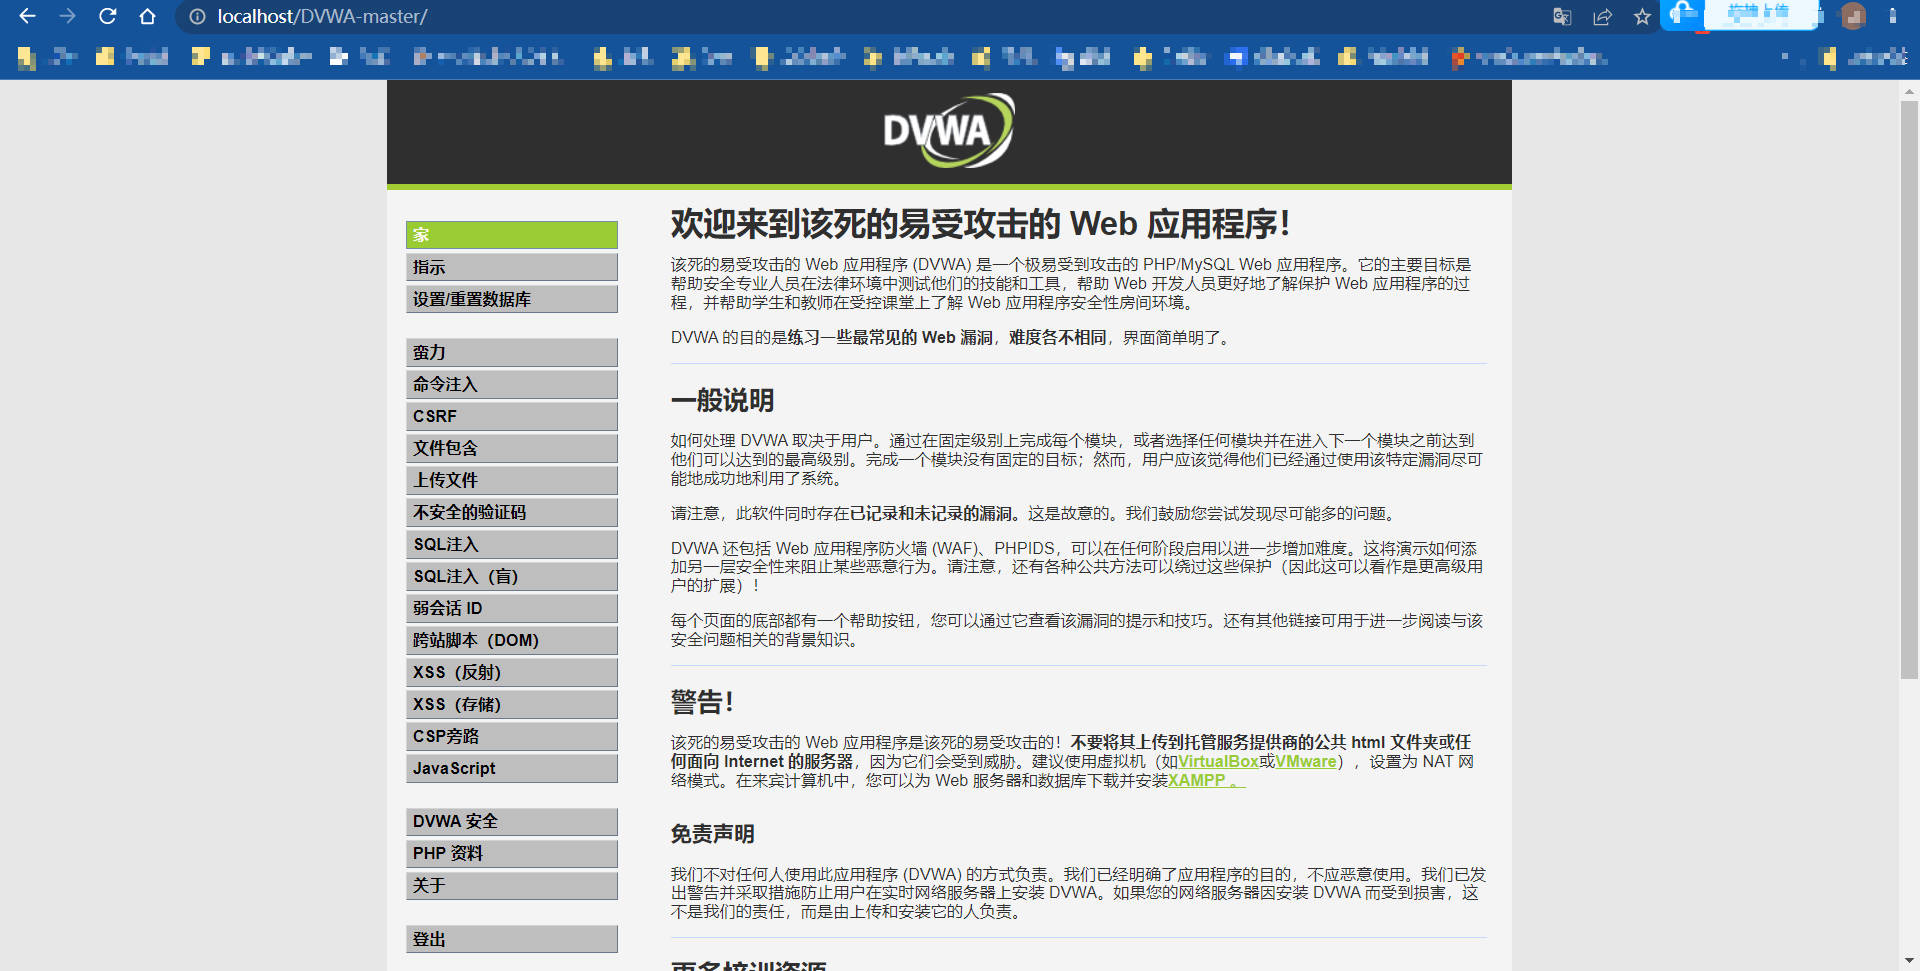 localhost/DVWA-master/
DVWA
家
指示
设置/重置数据库
蛮力
命令注入
CSRF
文件包含
上传文件
不安全的验证码
SQL注入
SQL注入（盲）
弱会话 ID
跨站脚本（DOM）
XSS（反射）
XSS（存储）
CSP旁路
JavaScript
DVWA 安全
PHP 资料
关于
登出
欢迎来到该死的易受攻击的 Web 应用程序！
该死的易受攻击的 Web 应用程序 (DVWA) 是一个极易受到攻击的 PHP/MySQL Web 应用程序。它的主要目标是
帮助安全专业人员在法律环境中测试他们的技能和工具，帮助 Web 开发人员更好地了解保护 Web 应用程序的过
程，并帮助学生和教师在受控课堂上了解 Web 应用程序安全性房间环境。
DVWA 的目的是练习一些最常见的 Web 漏洞，难度各不相同，界面简单明了。
一般说明
如何处理 DVWA 取决于用户。通过在固定级别上完成每个模块，或者选择任何模块并在进入下一个模块之前达到
他们可以达到的最高级别。完成一个模块没有固定的目标；然而，用户应该觉得他们已经通过使用该特定漏洞尽可
能地成功地利用了系统。
请注意，此软件同时存在已记录和未记录的漏洞。这是故意的。我们鼓励您尝试发现尽可能多的问题。
DVWA 还包括 Web 应用程序防火墙 (WAF)、PHPIDS，可以在任何阶段启用以进一步增加难度。这将演示如何添
加另一层安全性来阻止某些恶意行为。请注意，还有各种公共方法可以绕过这些保护（因此这可以看作是更高级用
户的扩展）！
每个页面的底部都有一个帮助按钮，您可以通过它查看该漏洞的提示和技巧。还有其他链接可用于进一步阅读与该
安全问题相关的背景知识。
警告！
该死的易受攻击的 Web 应用程序是该死的易受攻击的！不要将其上传到托管服务提供商的公共 html 文件夹或任
何面向 Internet 的服务器，因为它们会受到威胁。建议使用虚拟机（如VirtualBox或VMware），设置为 NAT 网
络模式。在来宾计算机中，您可以为 Web 服务器和数据库下载并安装XAMPP 。
免责声明
我们不对任何人使用此应用程序 (DVWA) 的方式负责。我们已经明确了应用程序的目的，不应恶意使用。我们已发
出警告并采取措施防止用户在实时网络服务器上安装 DVWA。如果您的网络服务器因安装 DVWA 而受到损害，这
不是我们的责任，而是由上传和安装它的人负责。
更多培训资源